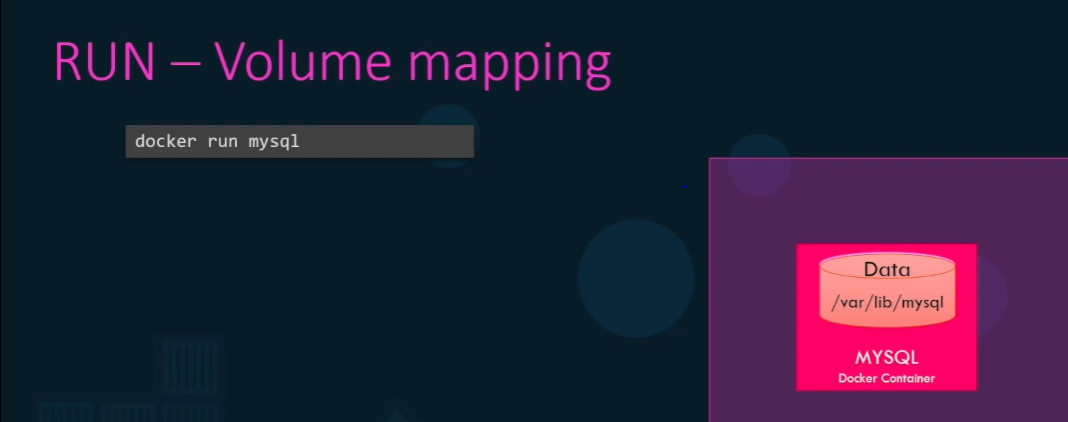 RUN – Volume mapping
docker run mysql
Data
/var/lib/mysql
MYSQL
Docker Container